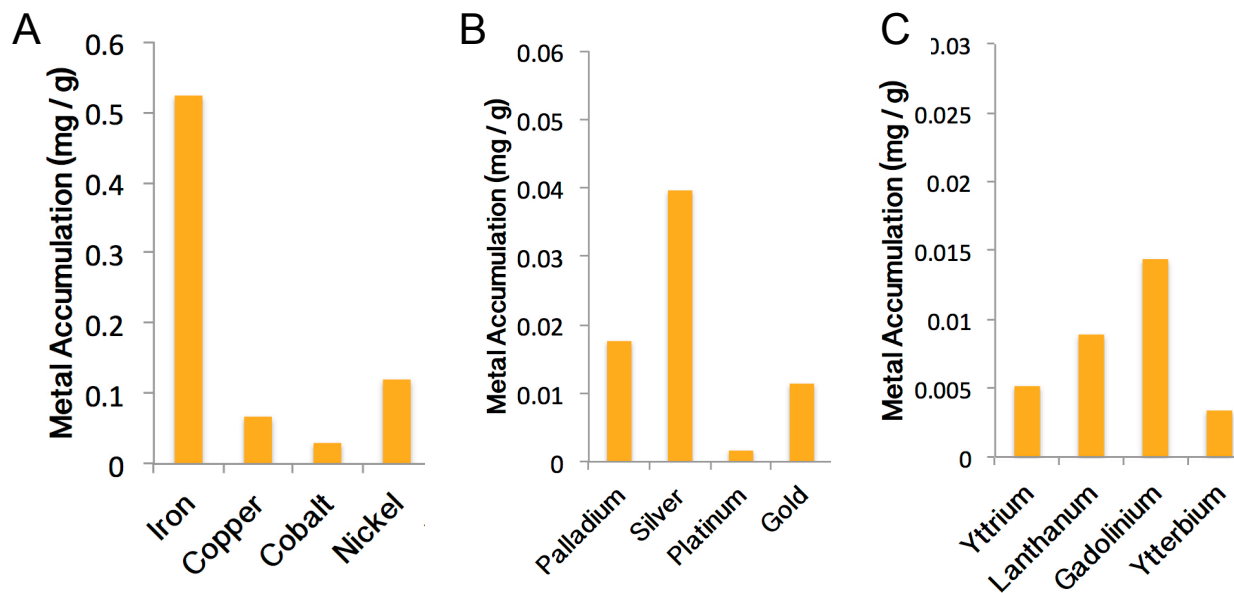 A
Metal Accumulation (mg / g)
0.6
0.5
0.4
0.3
0.2
0.1
0
Iron
Copper
Cobalt
Nickel
B
Metal Accumulation (mg / g)
0.06
0.05
0.04
0.03
0.02
0.01
0
Palladium
Silver
Platinum
Gold
C
Metal Accumulation (mg / g)
0.03
0.025
0.02
0.015
0.01
0.005
0
Yttrium
Lanthanum
Gadolinium
Ytterbium